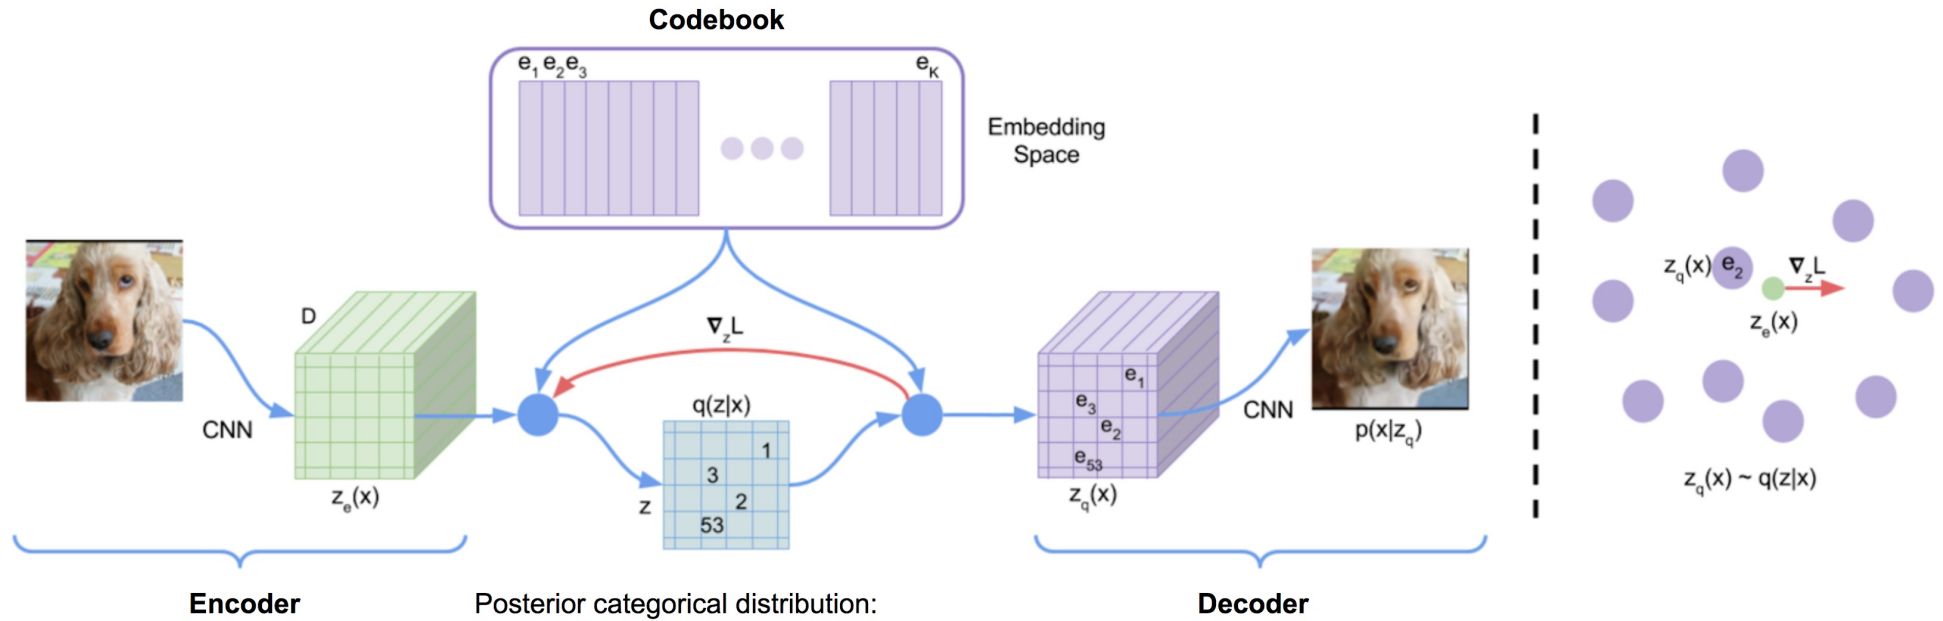 Codebook
e1 e2 e3
eK
Embedding
Space
D
CNN
ze(x)
∇zL
q(z|x)
1
3
2
53
z
e1
e3
e2
e53
zq(x)
CNN
p(x|zq)
Encoder
Posterior categorical distribution:
Decoder
zq(x) e2 ∇zL
ze(x)
zq(x) ~ q(z|x)